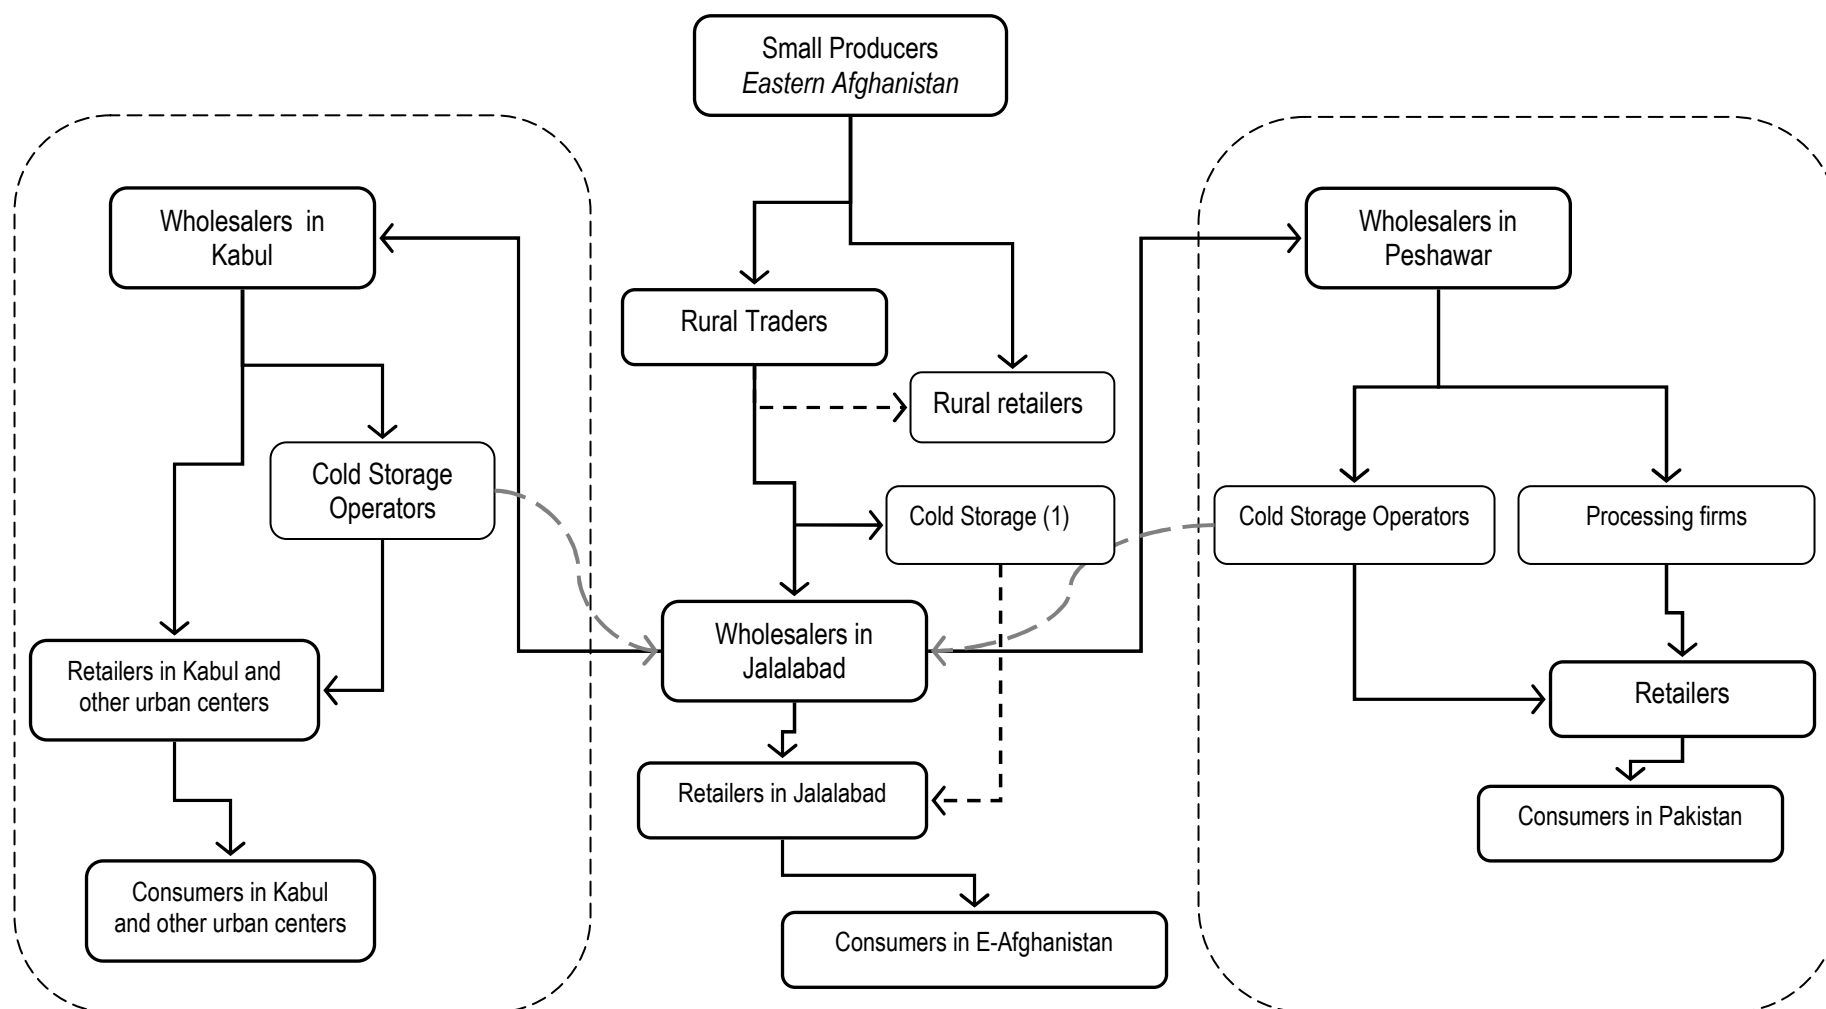 Small Producers
Eastern Afghanistan
Wholesalers in
Kabul
Wholesalers in
Peshawar
Rural Traders
Rural retailers
Cold Storage
Operators
Cold Storage (1)
Cold Storage Operators
Processing firms
Wholesalers in
Jalalabad
Retailers in Kabul and
other urban centers
Retailers
Retailers in Jalalabad
Consumers in Pakistan
Consumers in Kabul
and other urban centers
Consumers in E-Afghanistan